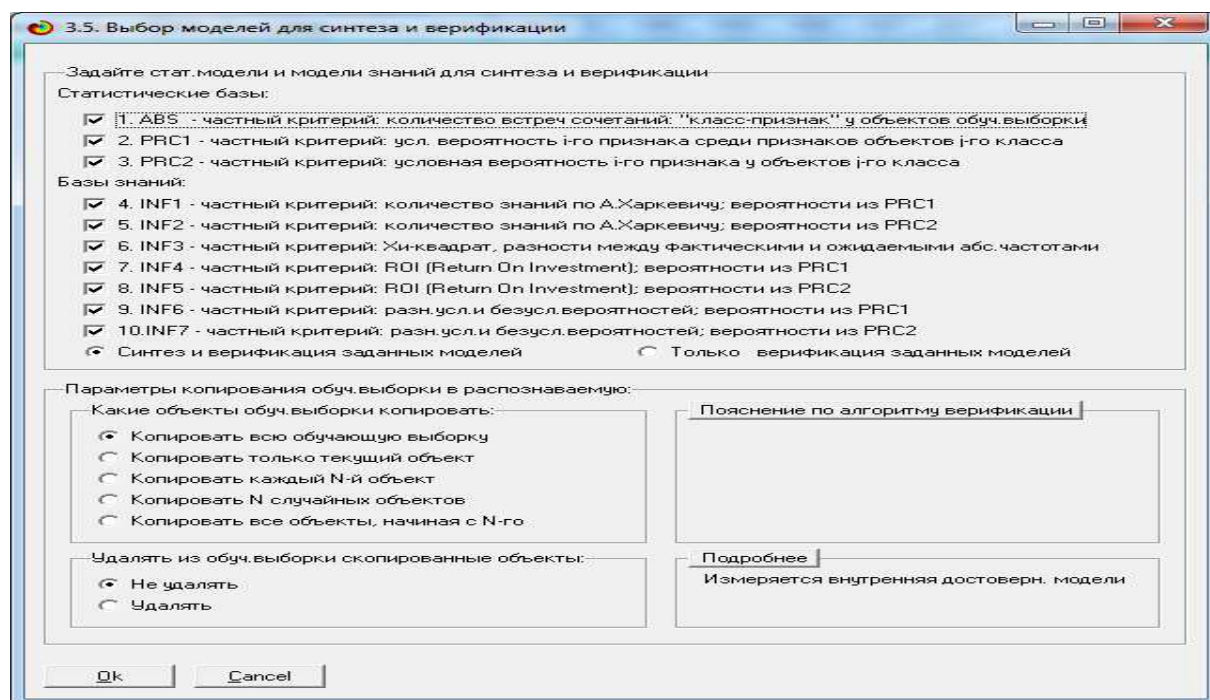 3.5. Выбор моделей для синтеза и верификации
Задайте стат.модели и модели знаний для синтеза и верификации
Статистические базы:
1. ABS - частный критерий: количество встреч сочетаний: "класс-признак" у объектов обуч.выборки
2. PRC1 - частный критерий: усл. вероятность i-го признака среди признаков объектов j-го класса
3. PRC2 - частный критерий: условная вероятность i-го признака у объектов j-го класса
Базы знаний:
4. INF1 - частный критерий: количество знаний по А.Харкевичу; вероятности из PRC1
5. INF2 - частный критерий: количество знаний по А.Харкевичу; вероятности из PRC2
6. INF3 - частный критерий: Хи-квадрат, разности между фактическими и ожидаемыми абс.частотами
7. INF4 - частный критерий: ROI (Return On Investment); вероятности из PRC1
8. INF5 - частный критерий: ROI (Return On Investment); вероятности из PRC2
9. INF6 - частный критерий: разн.усл.и безусл.вероятностей; вероятности из PRC1
10.INF7 - частный критерий: разн.усл.и безусл.вероятностей; вероятности из PRC2
Синтез и верификация заданных моделей
Только верификация заданных моделей
Параметры копирования обуч.выборки в распознаваемую:
Какие объекты обуч.выборки копировать:
Копировать всю обучающую выборку
Копировать только текущий объект
Копировать каждый N-й объект
Копировать N случайных объектов
Копировать все объекты, начиная с N-го
Пояснение по алгоритму верификации
Удалять из обуч.выборки скопированные объекты:
Не удалять
Удалять
Подробнее
Измеряется внутренняя достоверн. модели
Ok
Cancel